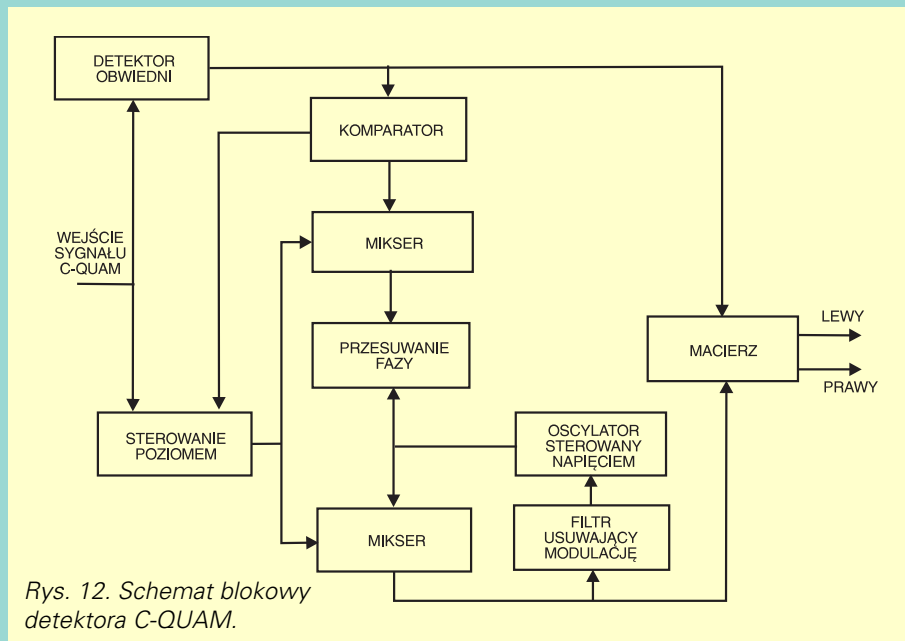 DETEKTOR
OBWIEDNI
KOMPARATOR
WEJŚCIE
SYGNAŁU
C-QUAM
MIKSER
PRZESUWANIE
FAZY
MACIERZ
LEWY
PRAWY
STEROWANIE
POZIOMEM
OSCYLATOR
STEROWANY
NAPIĘCIEM
MIKSER
FILTR
USUWAJĄCY
MODULACJĘ
Rys. 12. Schemat blokowy
detektora C-QUAM.